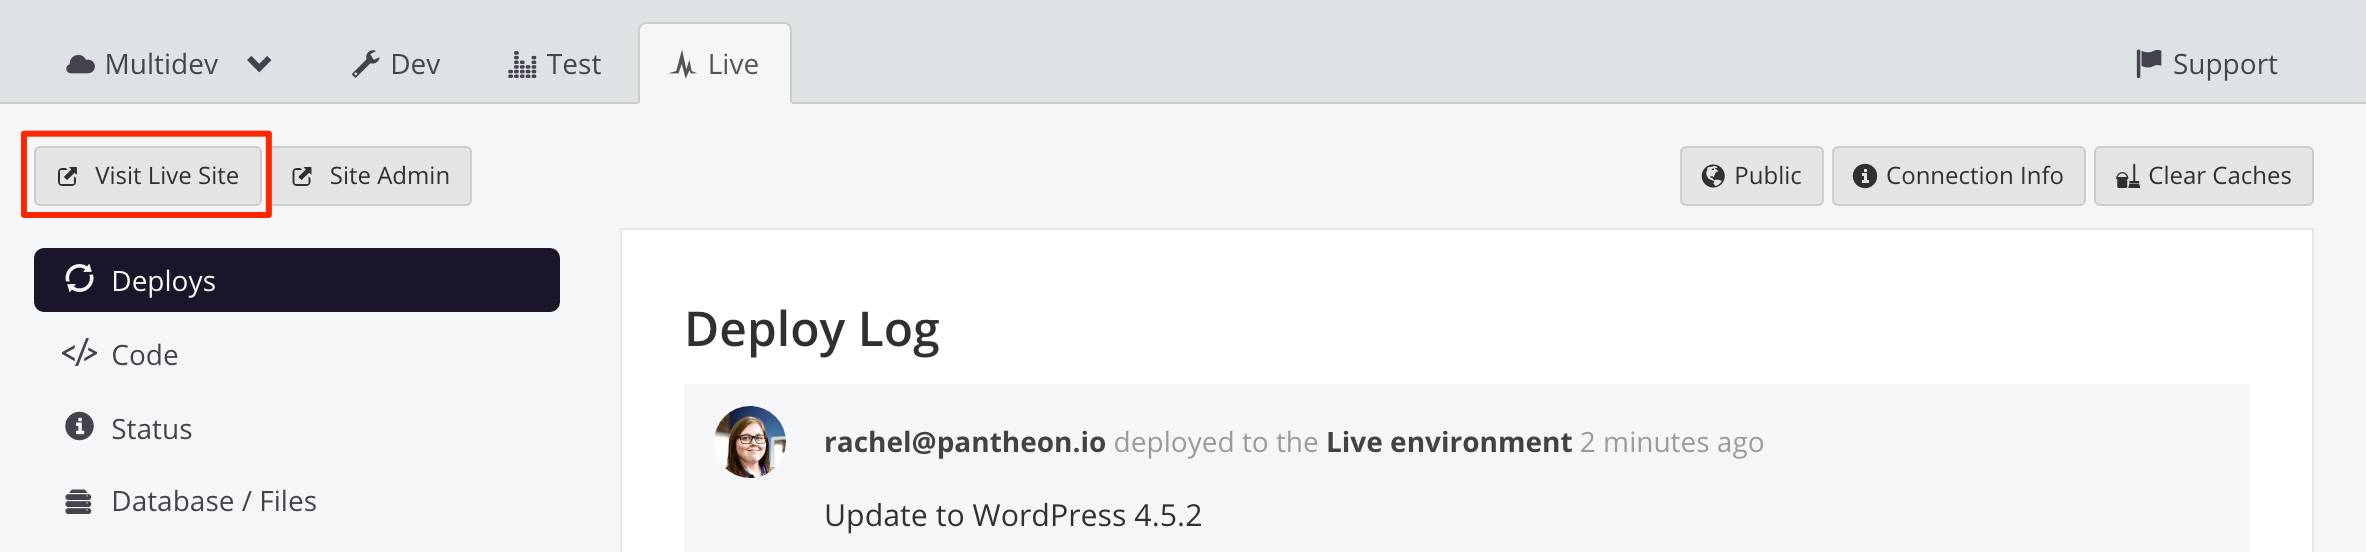 Multidev
Dev
Test
Live
Support
Visit Live Site
Site Admin
Public
Connection Info
Clear Caches
Deploys
Code
Status
Database / Files
Deploy Log
rachel@pantheon.io deployed to the Live environment 2 minutes ago
Update to WordPress 4.5.2